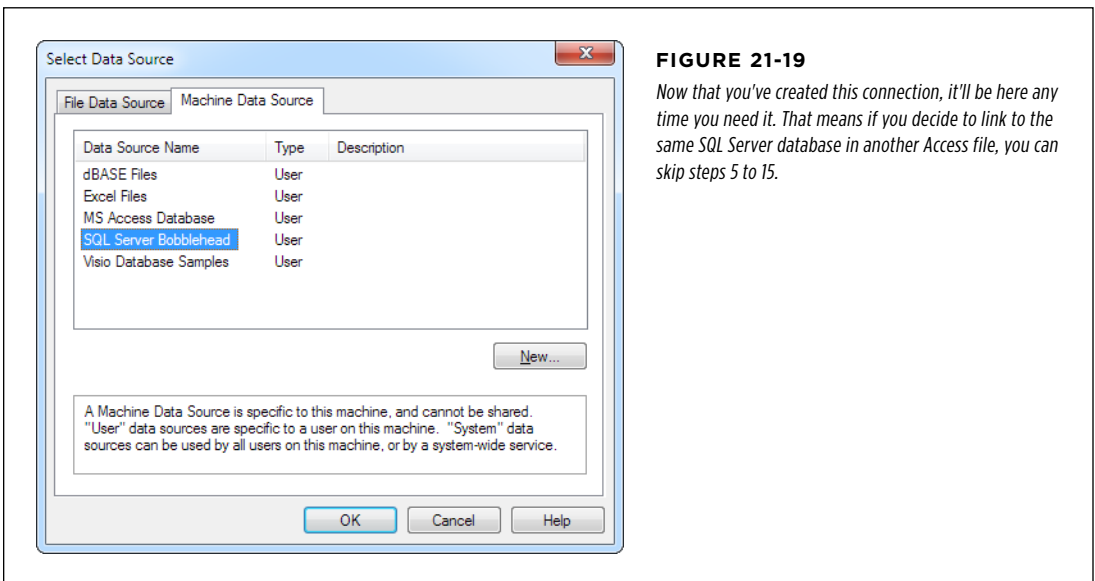 Select Data Source
File Data Source Machine Data Source
Data Source Name Type Description
dBASE Files User
Excel Files User
MS Access Database User
SQL Server Bobblehead User
Visio Database Samples User
New...
A Machine Data Source is specific to this machine, and cannot be shared.
"User" data sources are specific to a user on this machine. "System" data
sources can be used by all users on this machine, or by a system-wide service.
OK Cancel Help
FIGURE 21-19
Now that you've created this connection, it'll be here any
time you need it. That means if you decide to link to the
same SQL Server database in another Access file, you can
skip steps 5 to 15.